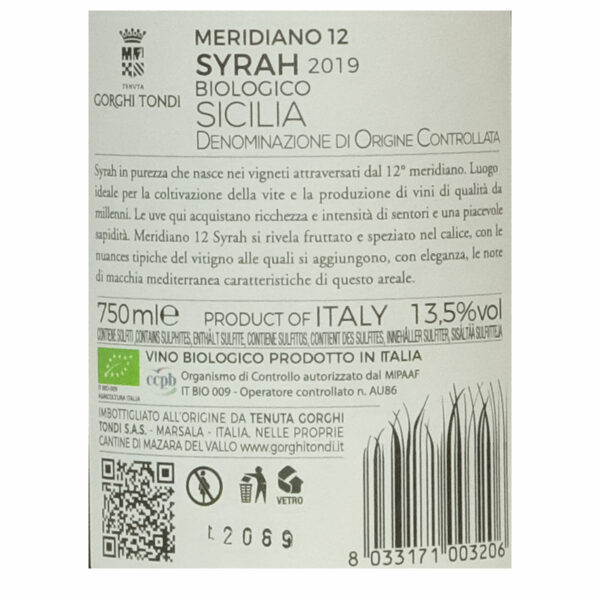 TENUTA
GORGHI TONDI
MERIDIANO 12
SYRAH 2019
BIOLOGICO
SICILIA
DENOMINAZIONE DI ORIGINE CONTROLLATA
Syrah in purezza che nasce nei vigneti attraversati dal 12° meridiano. Luogo
ideale per la coltivazione della vite e la produzione di vini di qualità da
millenni. Le uve qui acquistano ricchezza e intensità di sentori e una piacevole
sapidità. Meridiano 12 Syrah si rivela fruttato e speziato nel calice, con le
nuances tipiche del vitigno alle quali si aggiungono, con eleganza, le note
di macchia mediterranea caratteristiche di questo areale.
750 ml e PRODUCT OF ITALY 13,5%vol
CONTIENE SOLFITI, CONTAINS SULPHITES, ENTHÄLT SULFITE, CONTIENE SULFITOS, CONTIENT DES SULFITES, INNEHÅLLER SULFITER, SISÄLTÄÄ SULFIITTEJA
VINO BIOLOGICO PRODOTTO IN ITALIA
ccpb Organismo di Controllo autorizzato dal MIPAAF
IT BIO 009 - Operatore controllato n. AU86
IT BIO-009
AGRICOLTURA ITALIA
IMBOTTIGLIATO ALL'ORIGINE DA TENUTA GORGHI
TONDI S.A.S. - MARSALA - ITALIA, NELLE PROPRIE
CANTINE DI MAZARA DEL VALLO www.gorghitondi.it
VETRO
L 2089
8 033171 003206